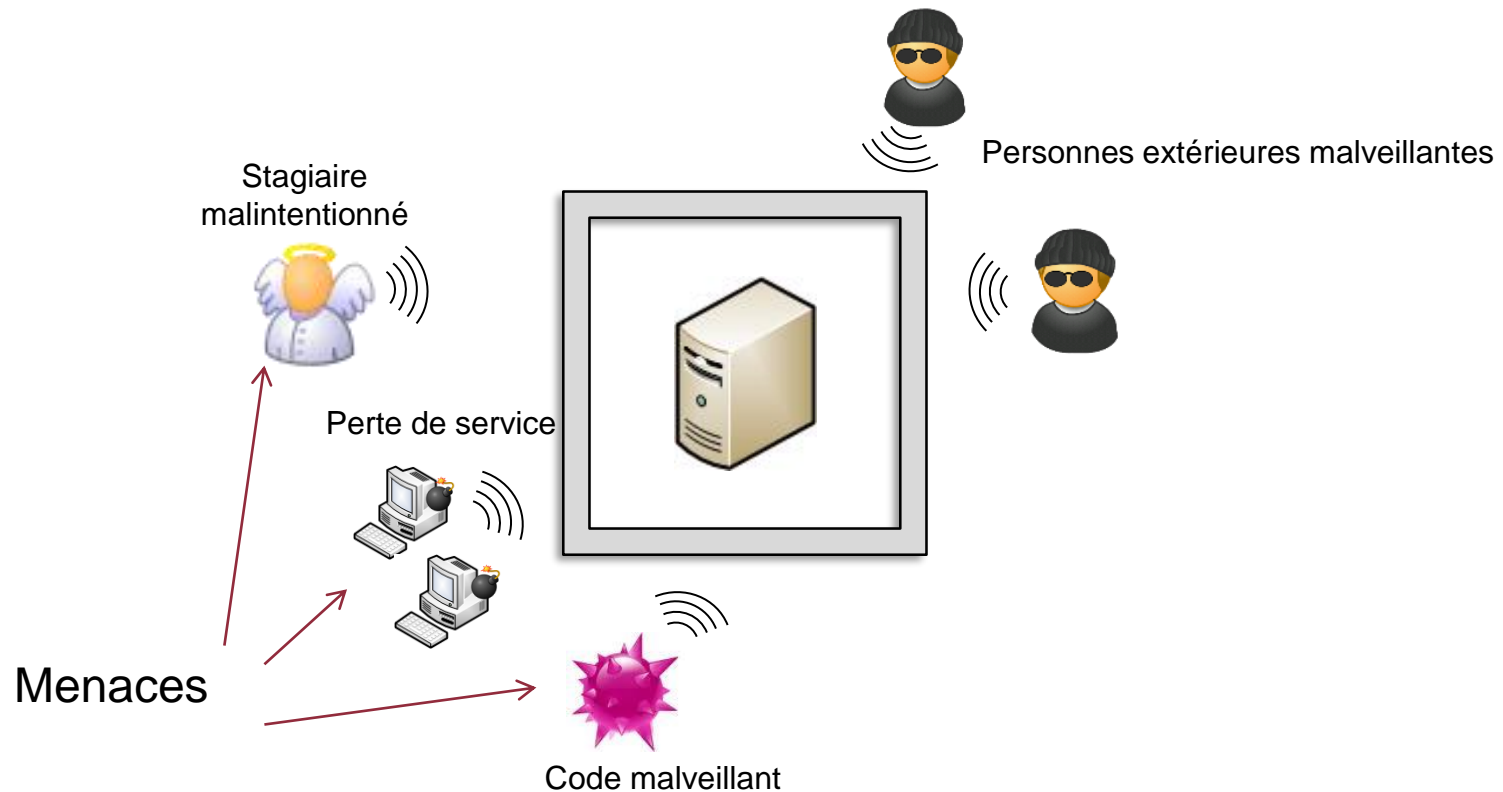 Personnes extérieures malveillantes
Stagiaire
malintentionné
Perte de service
Menaces
Code malveillant